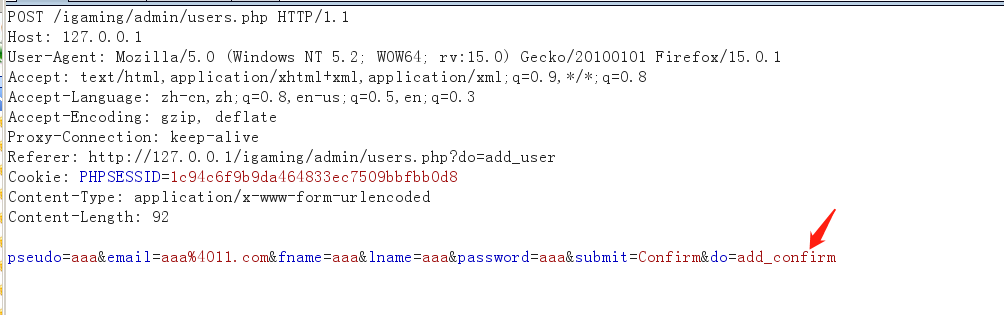 POST /igaming/admin/users.php HTTP/1.1
Host: 127.0.0.1
User-Agent: Mozilla/5.0 (Windows NT 5.2; WOW64; rv:15.0) Gecko/20100101 Firefox/15.0.1
Accept: text/html,application/xhtml+xml,application/xml;q=0.9,*/*;q=0.8
Accept-Language: zh-cn,zh;q=0.8,en-us;q=0.5,en;q=0.3
Accept-Encoding: gzip, deflate
Proxy-Connection: keep-alive
Referer: http://127.0.0.1/igaming/admin/users.php?do=add_user
Cookie: PHPSESSID=1c94c6f9b9da464833ec7509bbfbb0d8
Content-Type: application/x-www-form-urlencoded
Content-Length: 92
pseudo=aaa&email=aaa%4011.com&fname=aaa&lname=aaa&password=aaa&submit=Confirm&do=add_confirm